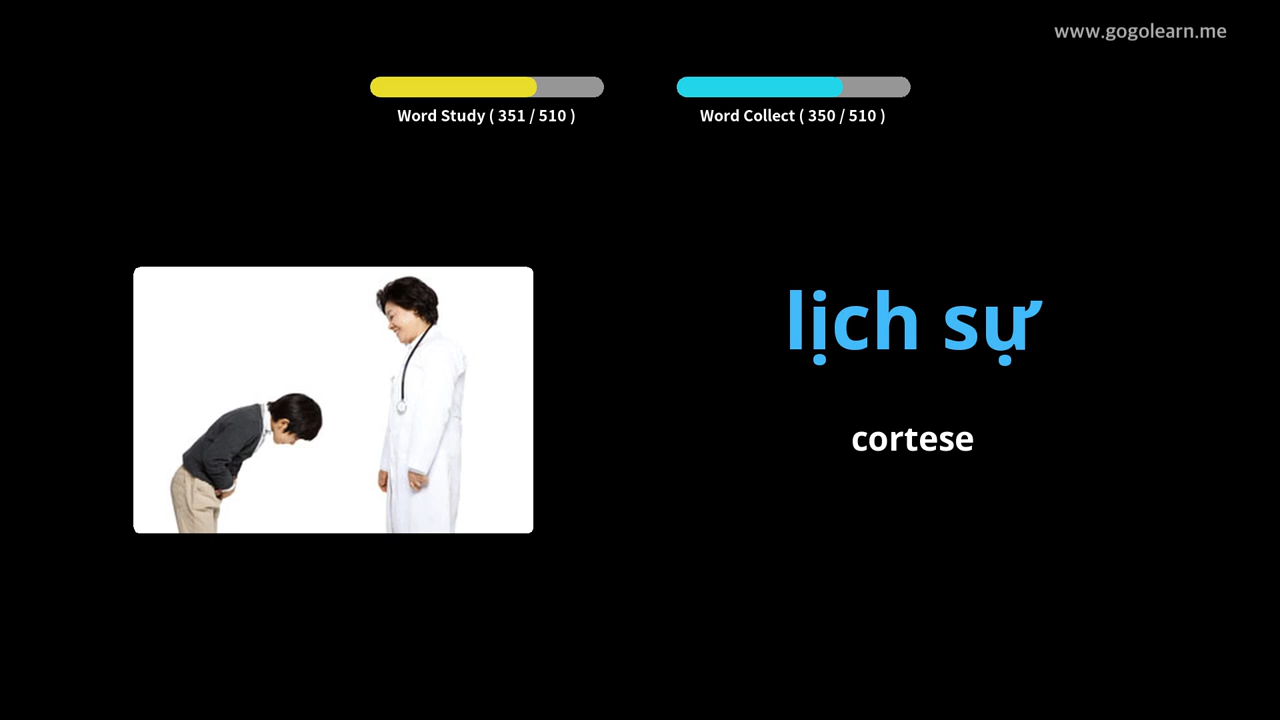 www.gogolearn.me
Word Study ( 351 / 510 )
Word Collect ( 350 / 510 )
lịch sự
cortese